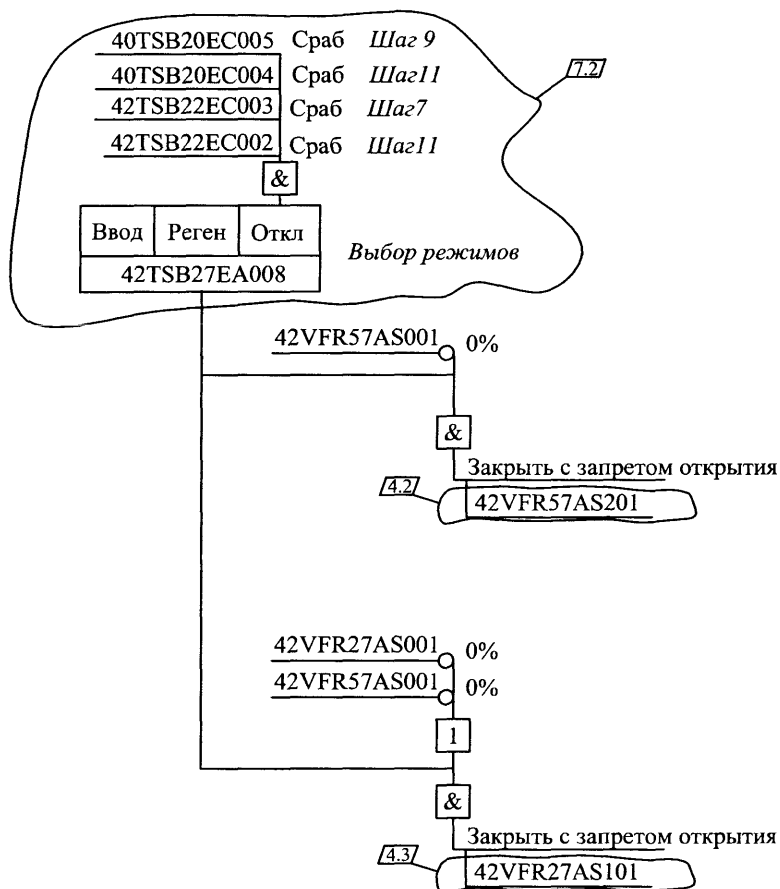 40TSB20EC005 Сраб Шаг 9
40TSB20EC004 Сраб Шаг11
7.2
42TSB22EC003 Сраб Шаг7
42TSB22EC002 Сраб Шаг11
&
Ввод Реген Откл
Выбор режимов
42TSB27EA008
42VFR57AS001 0%
&
Закрыть с запретом открытия
4.2
42VFR57AS201
42VFR27AS001 0%
42VFR57AS001 0%
1
&
Закрыть с запретом открытия
4.3
42VFR27AS101